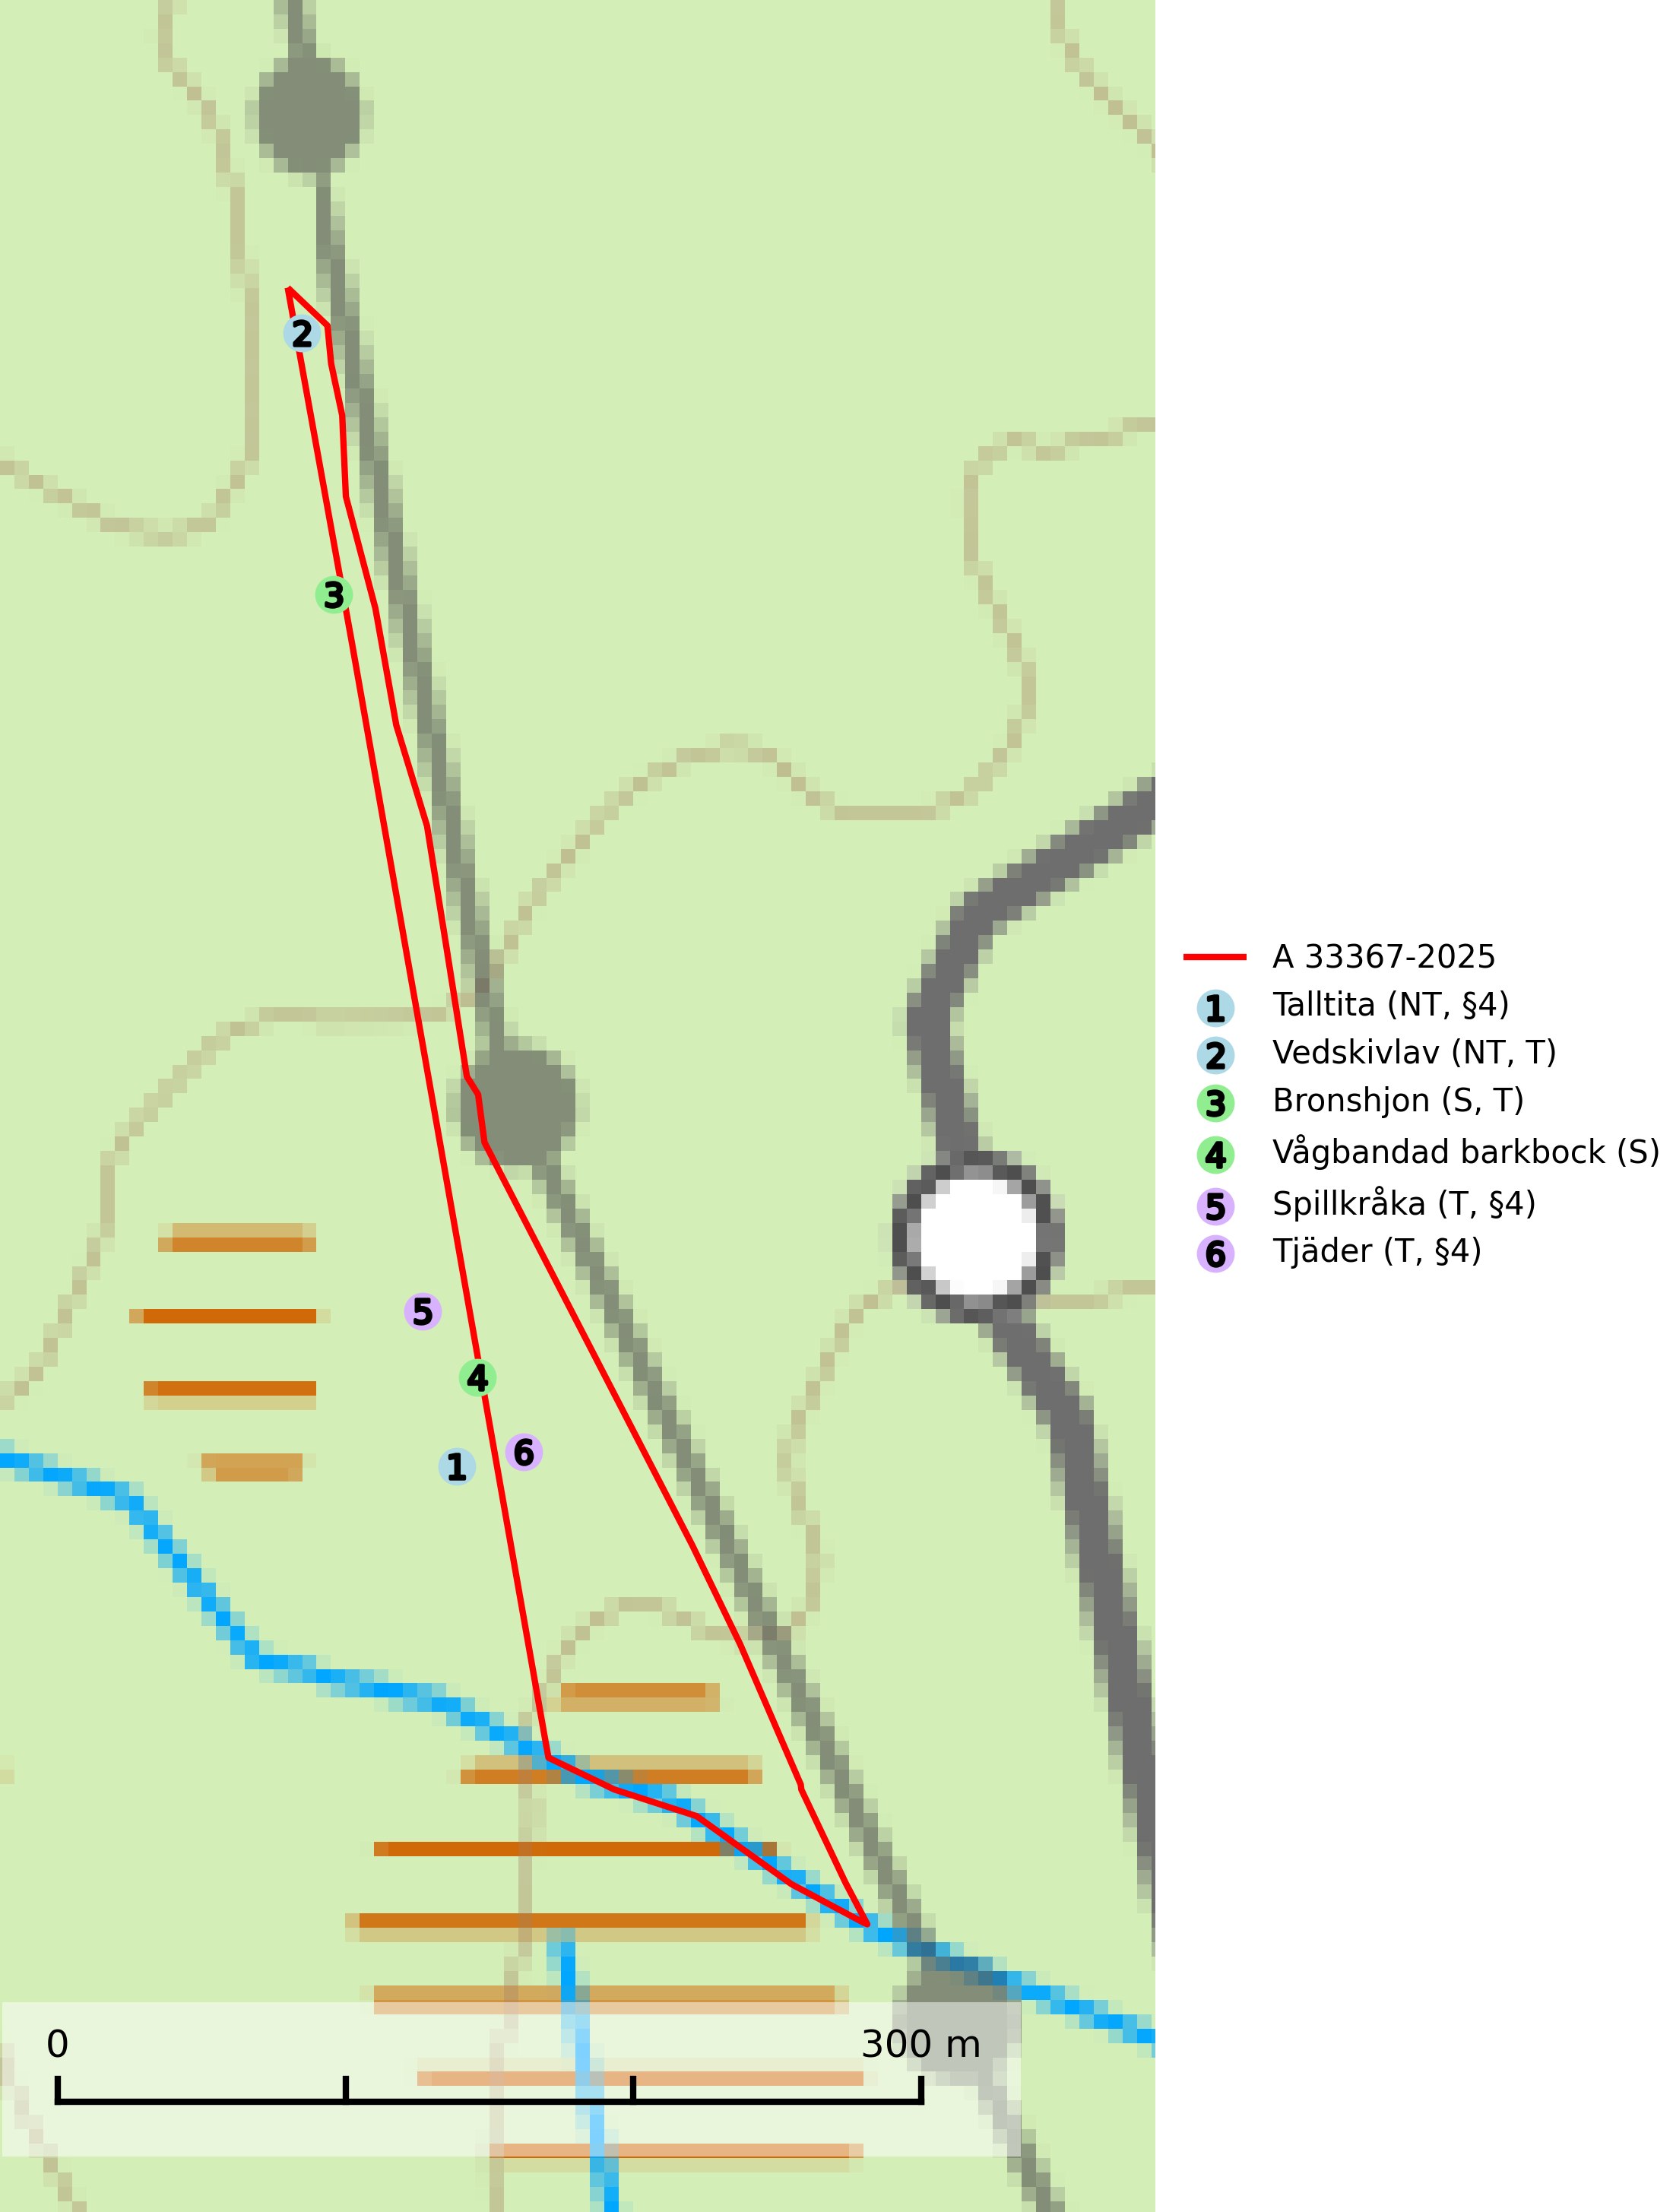 2
3
5
4
6
1
0 300 m
A 33367-2025
1 Talltita (NT, §4)
2 Vedskivlav (NT, T)
3 Bronshjon (S, T)
4 Vågbandad barkbock (S)
5 Spillkråka (T, §4)
6 Tjäder (T, §4)